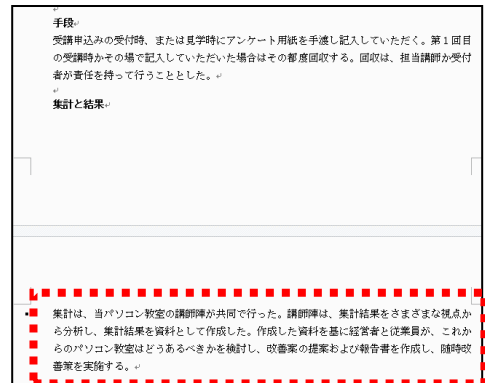 手段
受講申込みの受付時、または見学時にアンケート用紙を手渡し記入していただく。第１回目
の受講時かその場で記入していただいた場合はその都度回収する。回収は、担当講師か受付
者が責任を持って行うこととした。
集計と結果
集計は、当パソコン教室の講師陣が共同で行った。講師陣は、集計結果をさまざまな視点か
ら分析し、集計結果を資料として作成した。作成した資料を基に経営者と従業員が、これか
らのパソコン教室はどうあるべきかを検討し、改善案の提案および報告書を作成し、随時改
善策を実施する。